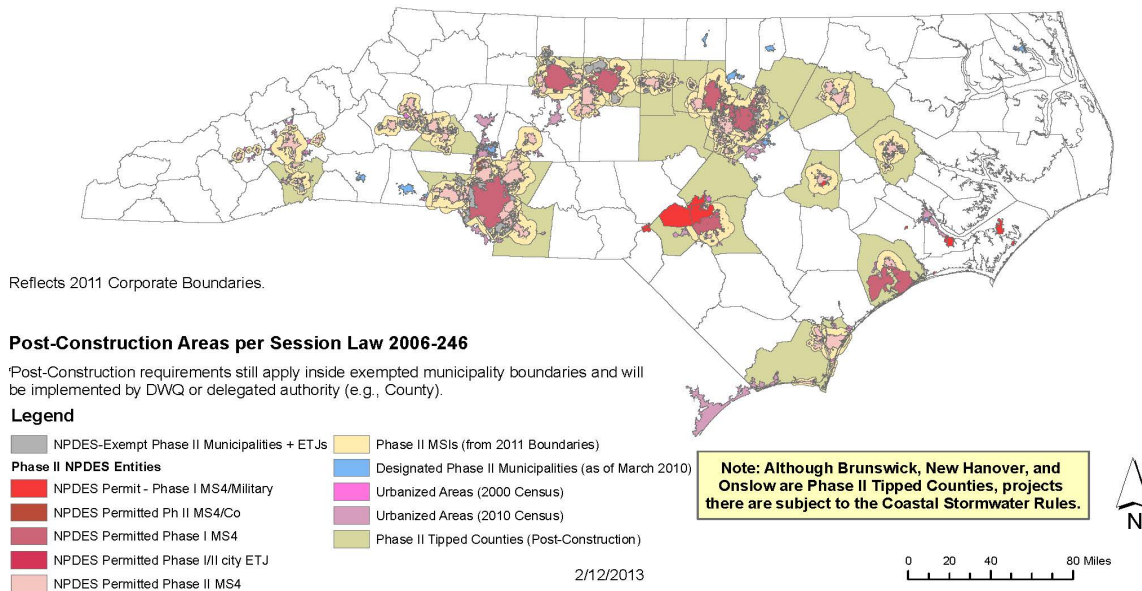 Reflects 2011 Corporate Boundaries.
Post-Construction Areas per Session Law 2006-246
'Post-Construction requirements still apply inside exempted municipality boundaries and will
be implemented by DWQ or delegated authority (e.g., County).
Legend
NPDES-Exempt Phase II Municipalities + ETJs
Phase II NPDES Entities
NPDES Permit - Phase I MS4/Military
NPDES Permitted Ph II MS4/Co
NPDES Permitted Phase I MS4
NPDES Permitted Phase I/II city ETJ
NPDES Permitted Phase II MS4
Phase II MSIs (from 2011 Boundaries)
Designated Phase II Municipalities (as of March 2010)
Urbanized Areas (2000 Census)
Urbanized Areas (2010 Census)
Phase II Tipped Counties (Post-Construction)
2/12/2013
Note: Although Brunswick, New Hanover, and
Onslow are Phase II Tipped Counties, projects
there are subject to the Coastal Stormwater Rules.
N
0 20 40 80 Miles